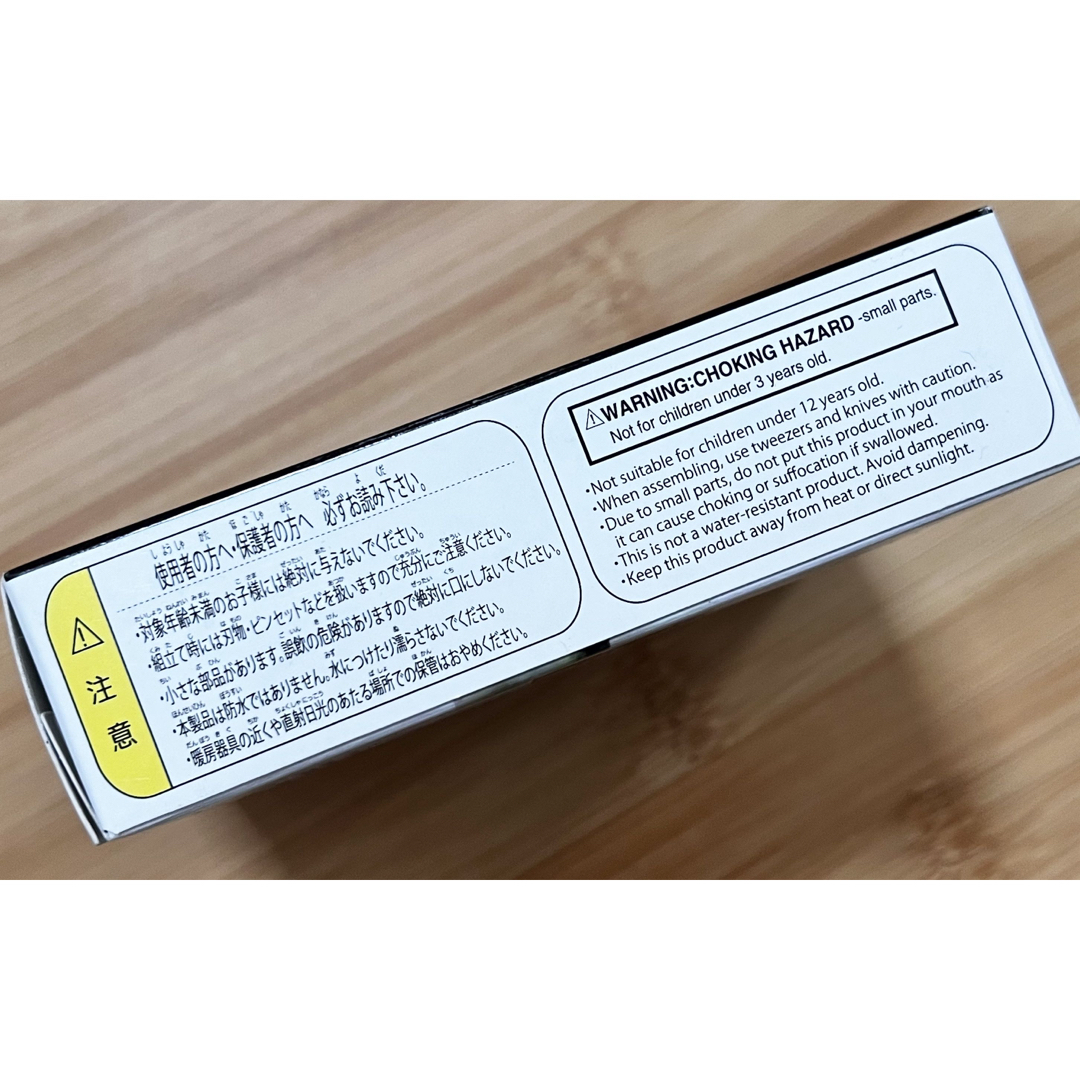 注意
使用者の方へ・保護者の方へ 必ずお読み下さい。
・対象年齢未満のお子様には絶対に与えないでください。
・組立て時には刃物・ピンセットなどを扱いますので充分にご注意ください。
・小さな部品があります。誤飲の危険がありますので絶対に口にしないでください。
・本製品は防水ではありません。水につけたり濡らさないでください。
・暖房器具の近くや直射日光のあたる場所での保管はおやめください。
⚠WARNING:CHOKING HAZARD -small parts.
Not for children under 3 years old.
・Not suitable for children under 12 years old.
・When assembling, use tweezers and knives with caution.
・Due to small parts, do not put this product in your mouth as
it can cause choking or suffocation if swallowed.
・This is not a water-resistant product. Avoid dampening.
・Keep this product away from heat or direct sunlight.